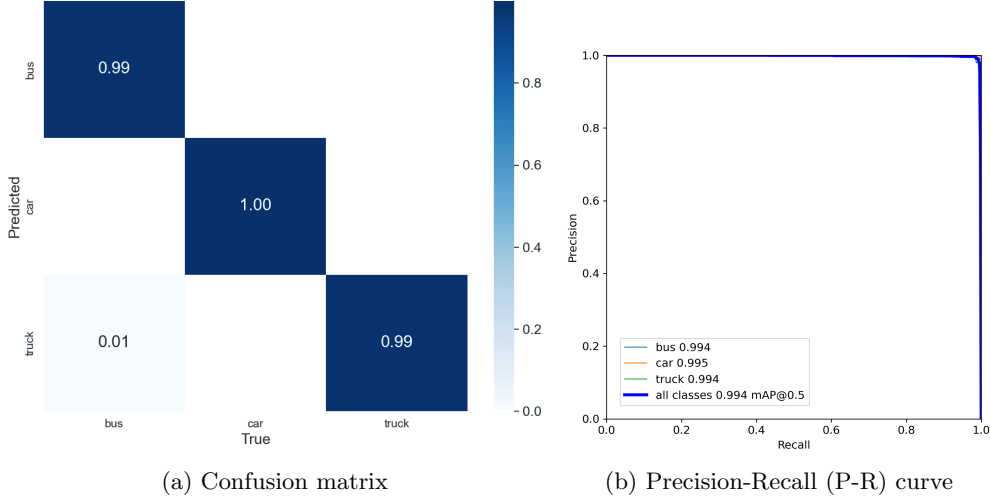 bus
car
truck
Predicted
0.99
1.00
0.01
0.99
bus
car
truck
True
0.8
0.6
0.4
0.2
0.0
(a) Confusion matrix
1.0
0.8
0.6
0.4
0.2
0.0
Precision
bus 0.994
car 0.995
truck 0.994
all classes 0.994 mAP@0.5
0.0
0.2
0.4
0.6
0.8
1.0
Recall
(b) Precision-Recall (P-R) curve